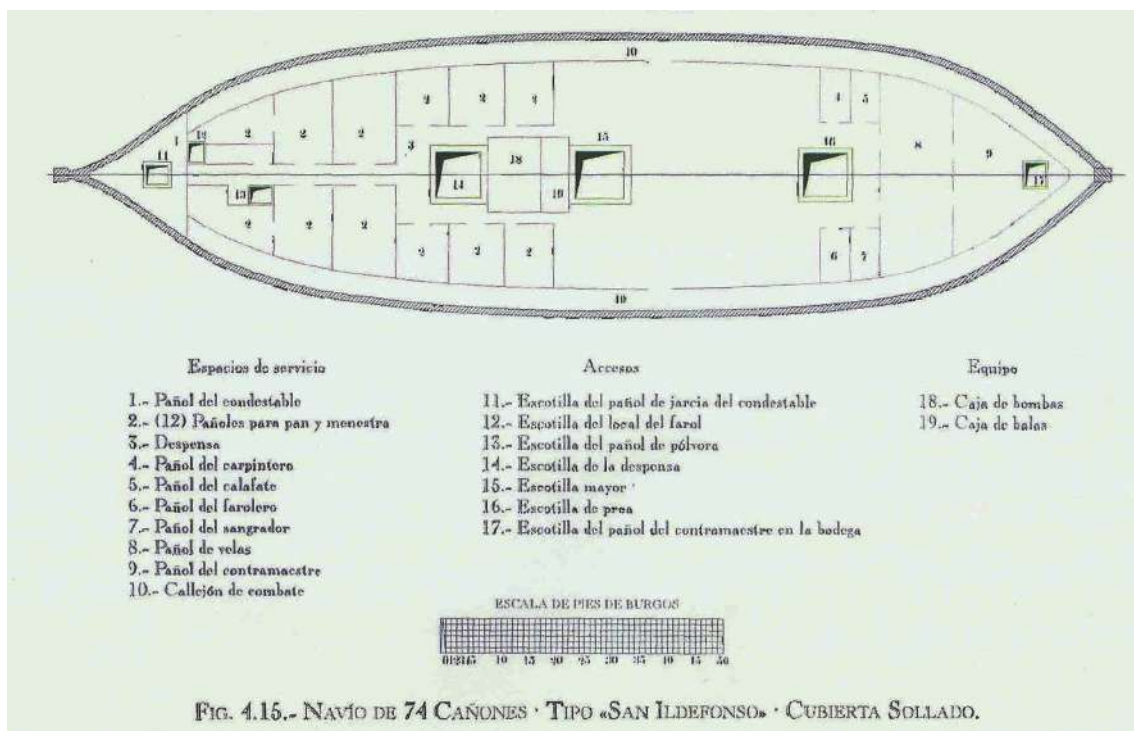 10
1 12 2 2 2 2 2 2 3 11 13 14 18 19 15 16 4 5 8 9 17
2 2 2 2 2 2 6 7
10
Espacios de servicio
1.- Pañol del condestable
2.- (12) Pañoles para pan y menestra
3.- Despensa
4.- Pañol del carpintero
5.- Pañol del calafate
6.- Pañol del farolero
7.- Pañol del sangrador
8.- Pañol de velas
9.- Pañol del contramaestre
10.- Callejón de combate
Accesos
11.- Escotilla del pañol de jarcia del condestable
12.- Escotilla del local del farol
13.- Escotilla del pañol de pólvora
14.- Escotilla de la despensa
15.- Escotilla mayor
16.- Escotilla de proa
17.- Escotilla del pañol del contramaestre en la bodega
Equipo
18.- Caja de bombas
19.- Caja de balas
ESCALA DE PIES DE BURGOS
012345 10 15 20 25 30 35 40 45 50
FIG. 4.15.- NAVÍO DE 74 CAÑONES · TIPO «SAN ILDEFONSO» · CUBIERTA SOLLADO.